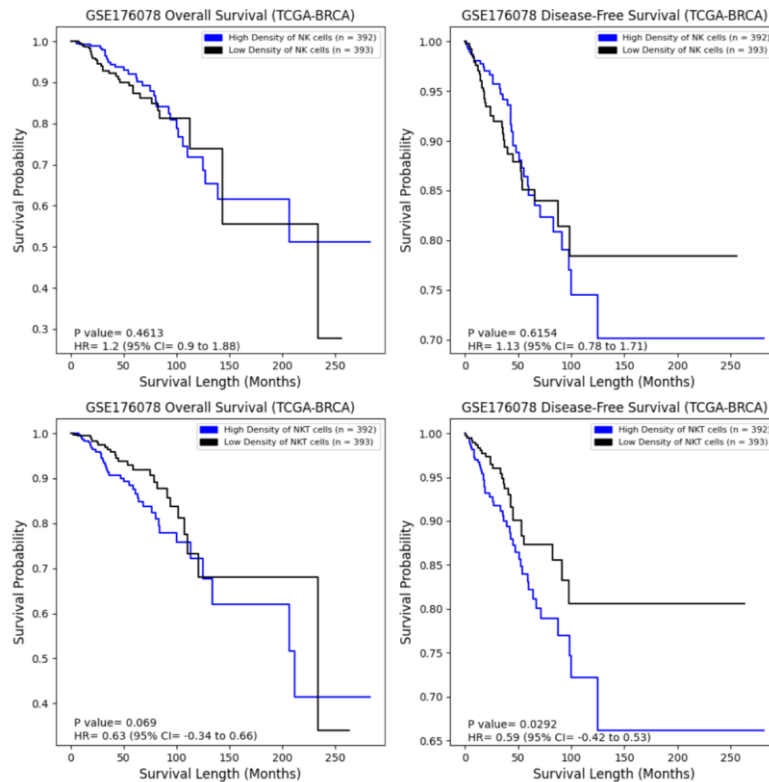 GSE176078 Overall Survival (TCGA-BRCA)
High Density of NK cells (n = 392)
Low Density of NK cells (n = 393)
Survival Probability
1.0
0.9
0.8
0.7
0.6
0.5
0.4
0.3
P value= 0.4613
HR= 1.2 (95% CI= 0.9 to 1.88)
0
50
100
150
200
250
Survival Length (Months)
GSE176078 Disease-Free Survival (TCGA-BRCA)
High Density of NK cells (n = 392)
Low Density of NK cells (n = 393)
Survival Probability
1.00
0.95
0.90
0.85
0.80
0.75
0.70
P value= 0.6154
HR= 1.13 (95% CI= 0.78 to 1.71)
0
50
100
150
200
250
Survival Length (Months)
GSE176078 Overall Survival (TCGA-BRCA)
High Density of NKT cells (n = 392)
Low Density of NKT cells (n = 393)
Survival Probability
1.0
0.9
0.8
0.7
0.6
0.5
0.4
P value= 0.069
HR= 0.63 (95% CI= -0.34 to 0.66)
0
50
100
150
200
250
Survival Length (Months)
GSE176078 Disease-Free Survival (TCGA-BRCA)
High Density of NKT cells (n = 392)
Low Density of NKT cells (n = 393)
Survival Probability
1.00
0.95
0.90
0.85
0.80
0.75
0.70
0.65
P value= 0.0292
HR= 0.59 (95% CI= -0.42 to 0.53)
0
50
100
150
200
250
Survival Length (Months)